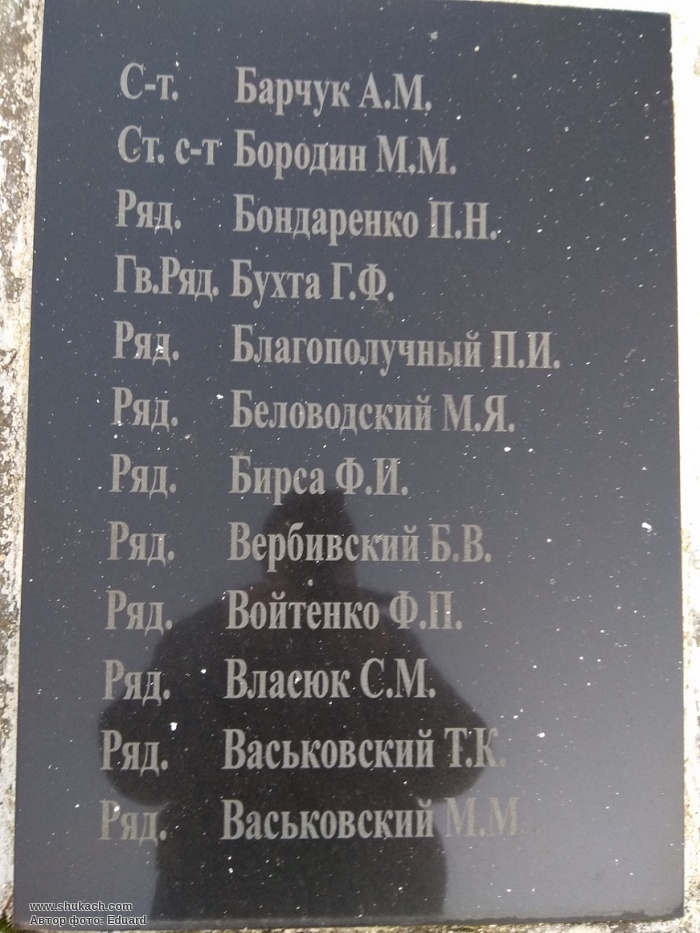 С-т. Барчук А.М.
Ст. с-т Бородин М.М.
Ряд. Бондаренко П.Н.
Гв.Ряд. Бухта Г.Ф.
Ряд. Благополучный П.И.
Ряд. Беловодский М.Я.
Ряд. Бирса Ф.И.
Ряд. Вербивский Б.В.
Ряд. Войтенко Ф.П.
Ряд. Власюк С.М.
Ряд. Васьковский Т.К.
Ряд. Васьковский М.М.
www.shukach.com
Автор фото: Eduard